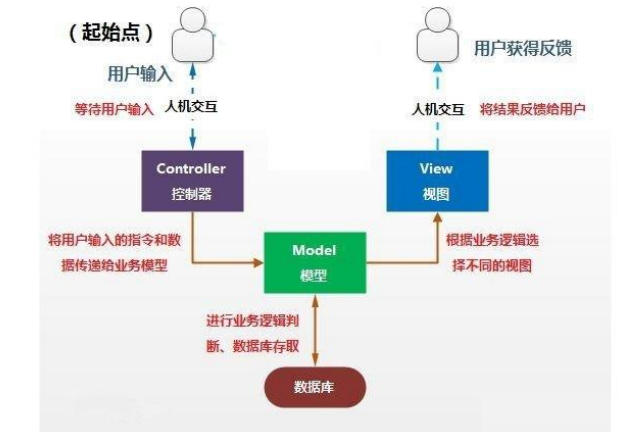 （起始点）
用户输入
等待用户输入
人机交互
Controller
控制器
将用户输入的指令和数
据传递给业务模型
Model
模型
进行业务逻辑判
断、数据库存取
数据库
用户获得反馈
人机交互
将结果反馈给用户
View
视图
根据业务逻辑选
择不同的视图